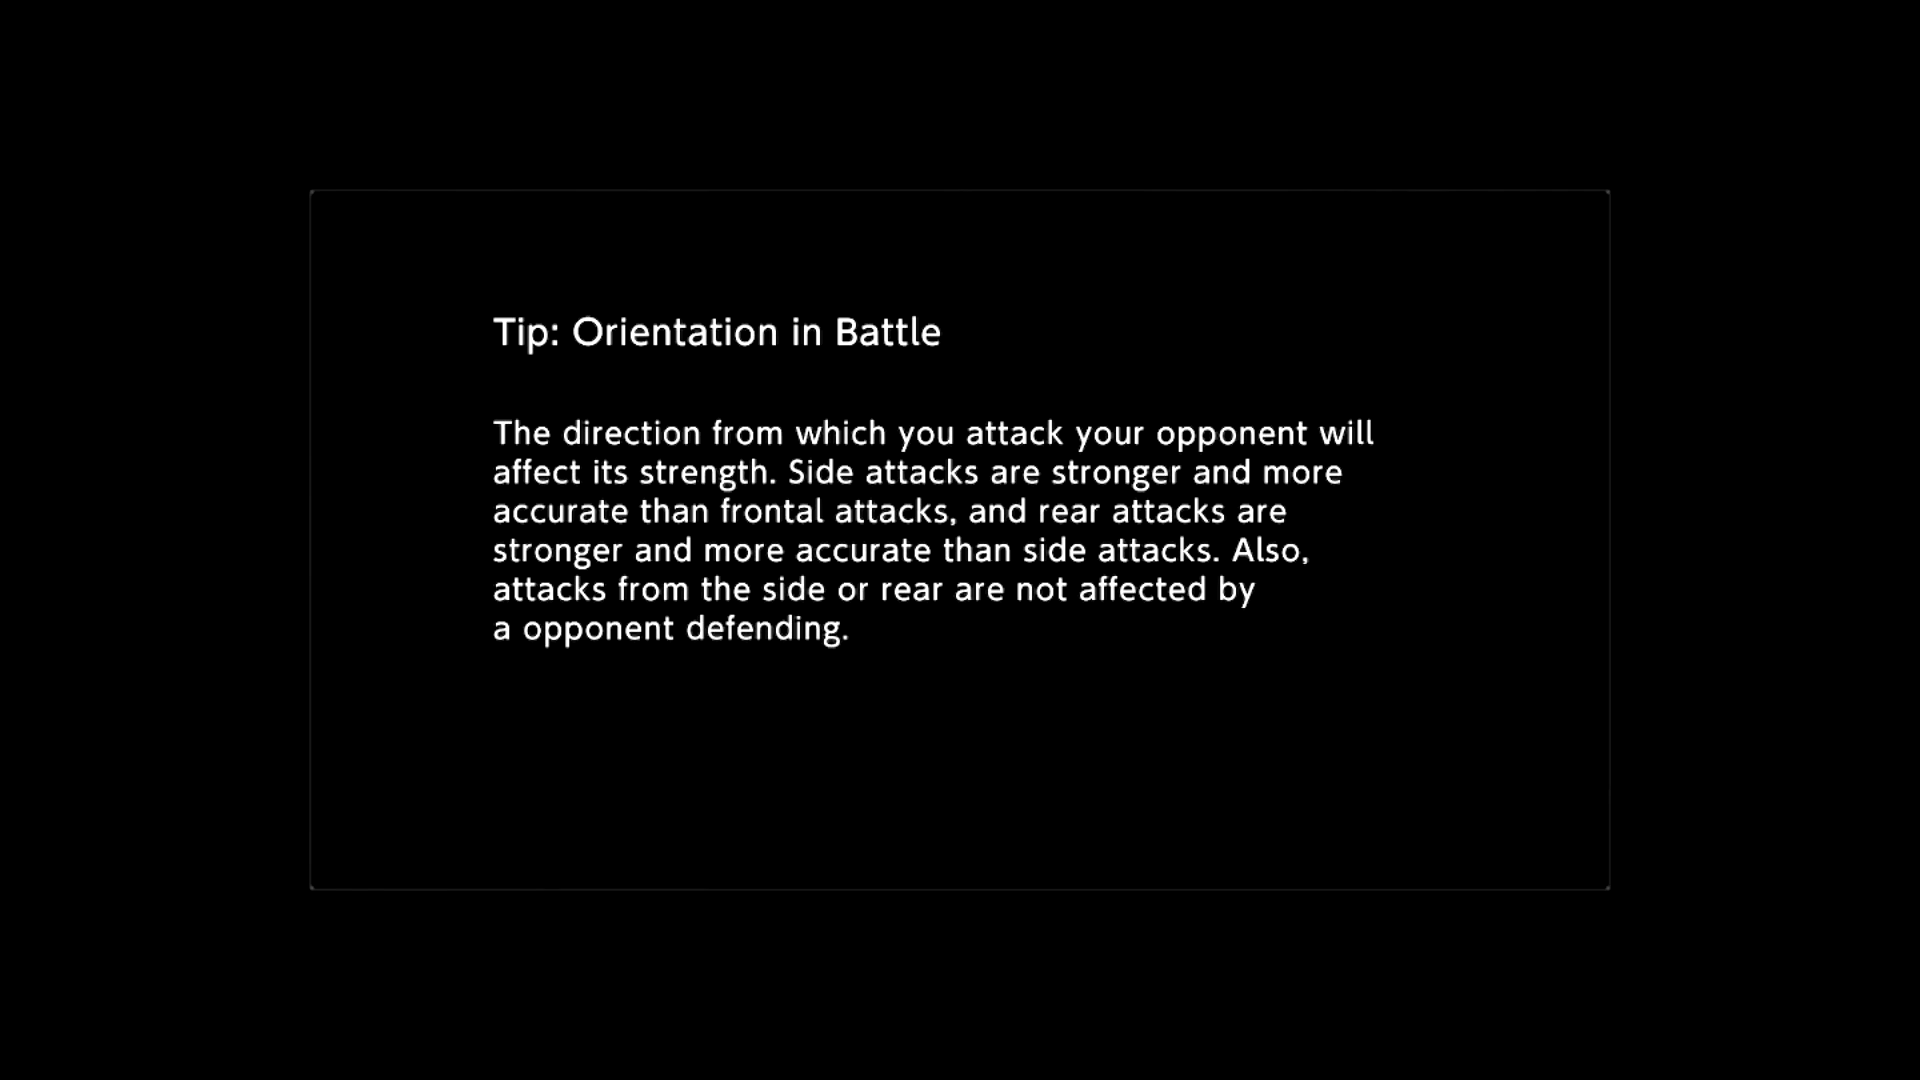 Tip: Orientation in Battle
The direction from which you attack your opponent will
affect its strength. Side attacks are stronger and more
accurate than frontal attacks, and rear attacks are
stronger and more accurate than side attacks. Also,
attacks from the side or rear are not affected by
a opponent defending.